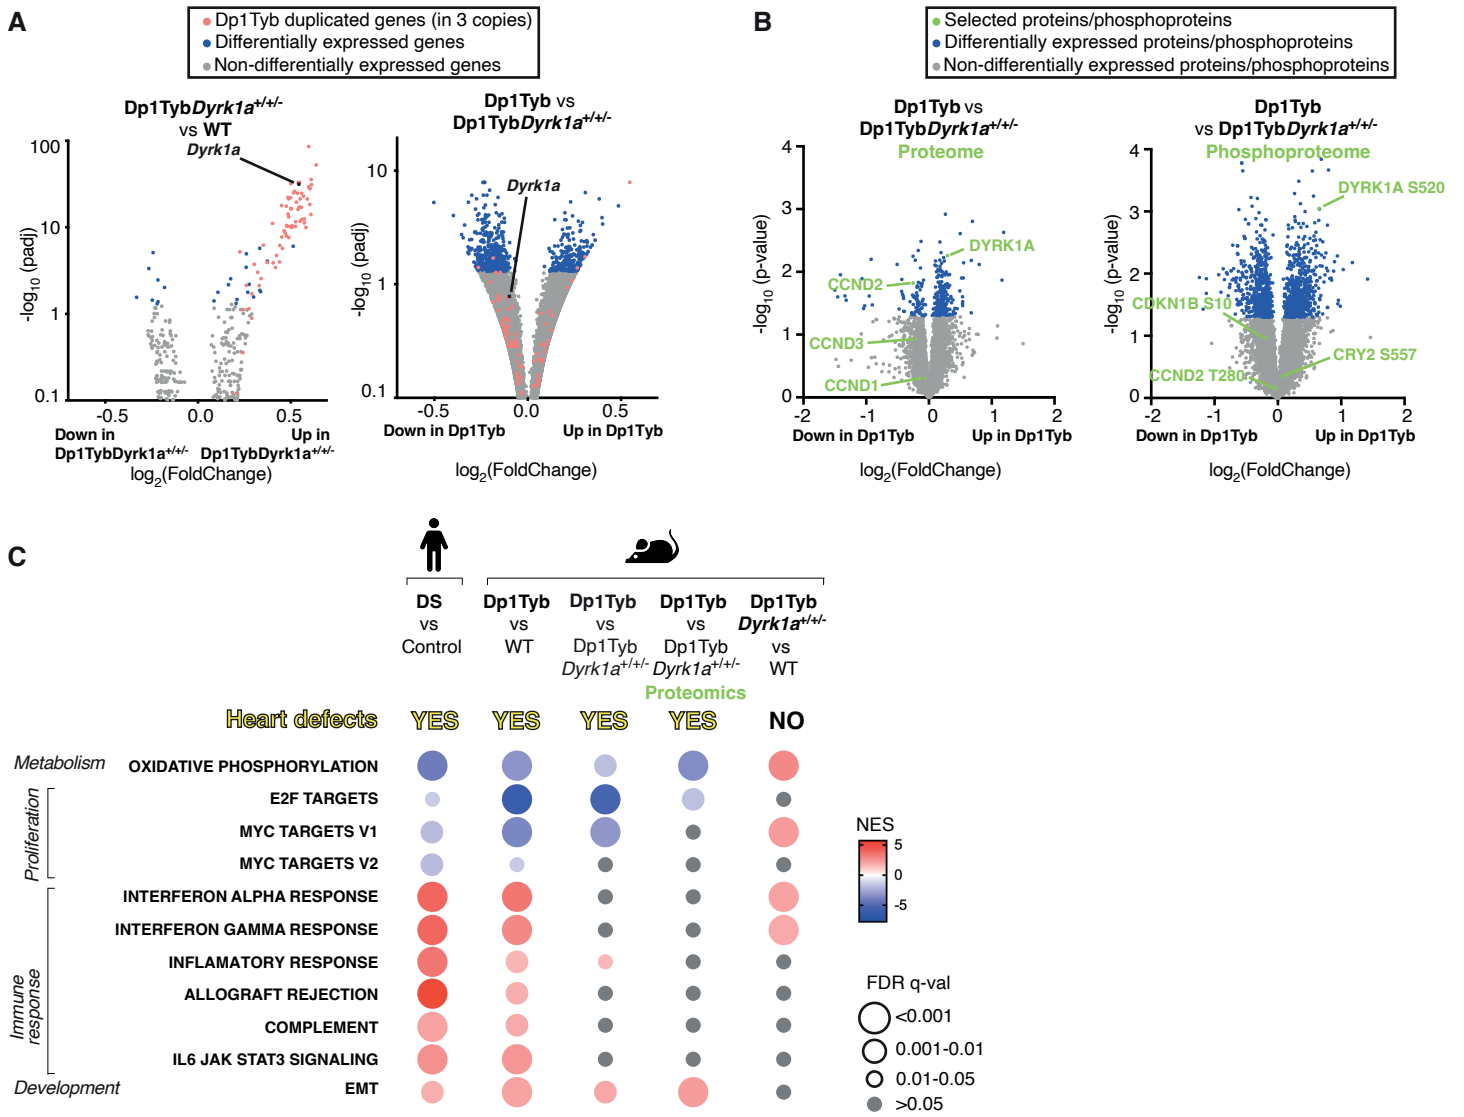 A
Dp1Tyb duplicated genes (in 3 copies)
Differentially expressed genes
Non-differentially expressed genes
Dp1TybDyrk1a+/+/-
vs WT
Dyrk1a
100
10
1
0.1
-log10 (padj)
-0.5
0.0
0.5
Down in
Dp1TybDyrk1a+/+/-
Up in
Dp1TybDyrk1a+/+/-
log2(FoldChange)
Dp1Tyb vs
Dp1TybDyrk1a+/+/-
Dyrk1a
10
1
0.1
-log10 (padj)
-0.5
0.0
0.5
Down in Dp1Tyb
Up in Dp1Tyb
log2(FoldChange)
B
Selected proteins/phosphoproteins
Differentially expressed proteins/phosphoproteins
Non-differentially expressed proteins/phosphoproteins
Dp1Tyb vs
Dp1TybDyrk1a+/+/-
Proteome
4
3
2
1
0
-log10 (p-value)
DYRK1A
CCND2
CCND3
CCND1
-2
-1
0
1
2
Down in Dp1Tyb
Up in Dp1Tyb
log2(FoldChange)
Dp1Tyb
vs Dp1TybDyrk1a+/+/-
Phosphoproteome
4
3
2
1
0
-log10 (p-value)
DYRK1A S520
CDKN1B S10
CRY2 S557
CCND2 T280
-2
-1
0
1
2
Down in Dp1Tyb
Up in Dp1Tyb
log2(FoldChange)
C
DS
vs
Control
Dp1Tyb
vs
WT
Dp1Tyb
vs
Dp1Tyb
Dyrk1a+/+/-
Dp1Tyb
vs
Dp1Tyb
Dyrk1a+/+/-
Proteomics
Dp1Tyb
Dyrk1a+/+/-
vs
WT
Heart defects YES YES YES YES NO
Metabolism
OXIDATIVE PHOSPHORYLATION
Proliferation
E2F TARGETS
MYC TARGETS V1
MYC TARGETS V2
Immune
response
INTERFERON ALPHA RESPONSE
INTERFERON GAMMA RESPONSE
INFLAMATORY RESPONSE
ALLOGRAFT REJECTION
COMPLEMENT
IL6 JAK STAT3 SIGNALING
Development
EMT
NES
5
0
-5
FDR q-val
<0.001
0.001-0.01
0.01-0.05
>0.05